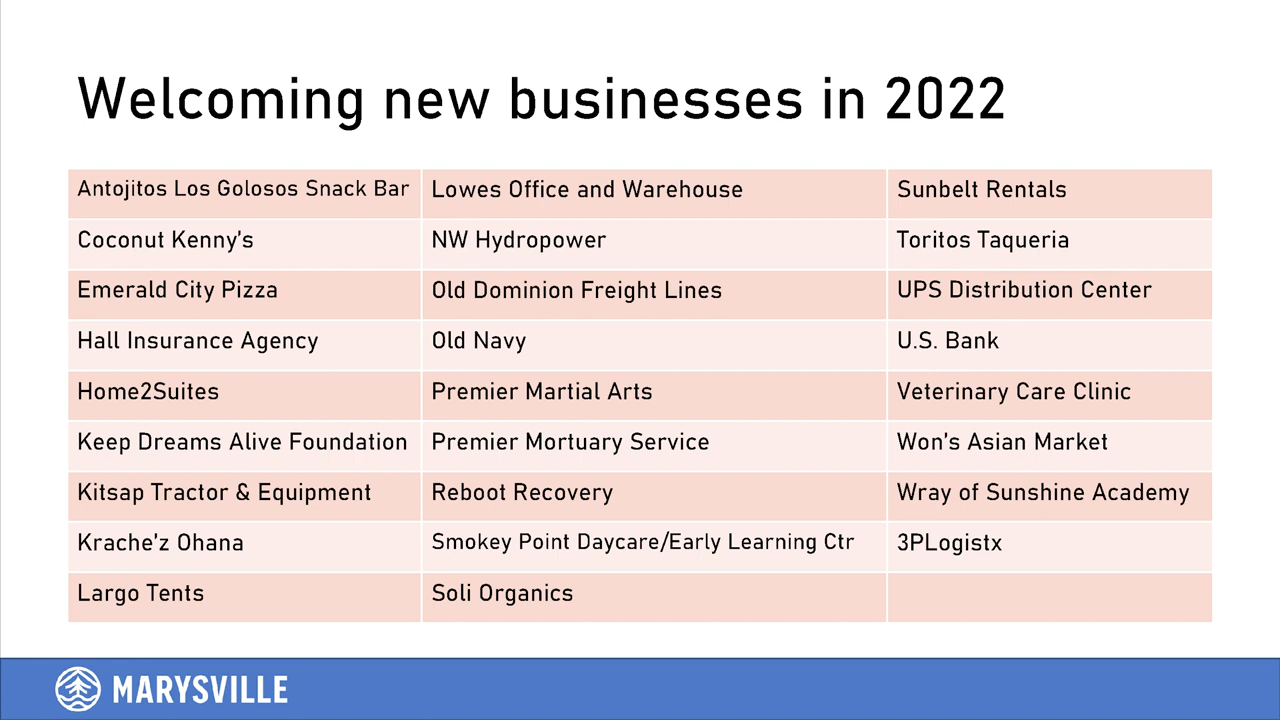 Welcoming new businesses in 2022
Antojitos Los Golosos Snack Bar
Lowes Office and Warehouse
Sunbelt Rentals
Coconut Kenny's
NW Hydropower
Toritos Taqueria
Emerald City Pizza
Old Dominion Freight Lines
UPS Distribution Center
Hall Insurance Agency
Old Navy
U.S. Bank
Home2Suites
Premier Martial Arts
Veterinary Care Clinic
Keep Dreams Alive Foundation
Premier Mortuary Service
Won's Asian Market
Kitsap Tractor & Equipment
Reboot Recovery
Wray of Sunshine Academy
Krache'z Ohana
Smokey Point Daycare/Early Learning Ctr
3PLogistx
Largo Tents
Soli Organics
MARYSVILLE